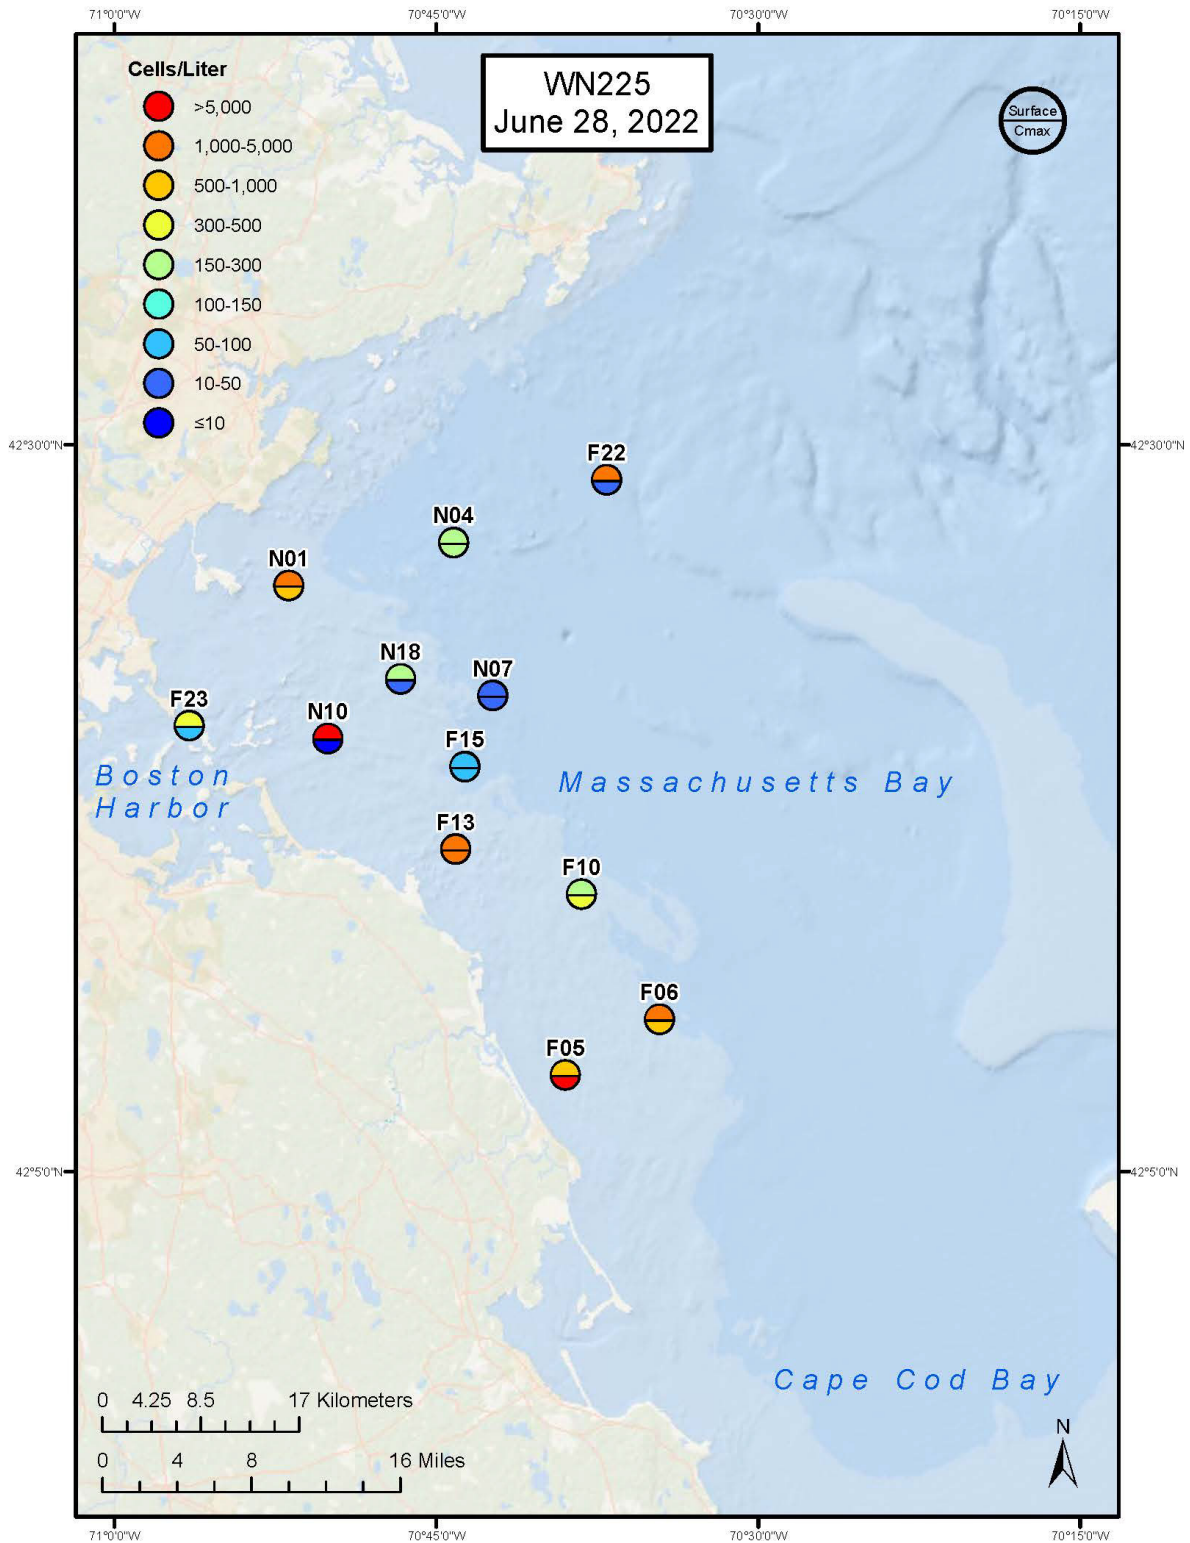 71°0'0"W 70°45'0"W 70°30'0"W 70°15'0"W
WN225
June 28, 2022
Cells/Liter
>5,000
1,000-5,000
500-1,000
300-500
150-300
100-150
50-100
10-50
≤10
Surface
Cmax
42°30'0"N 42°30'0"N
F22
N04
N01
N18
N07
F23
N10
F15
Boston
Harbor
Massachusetts Bay
F13
F10
F06
F05
42°5'0"N 42°5'0"N
Cape Cod Bay
0 4.25 8.5 17 Kilometers
0 4 8 16 Miles
N
71°0'0"W 70°45'0"W 70°30'0"W 70°15'0"W